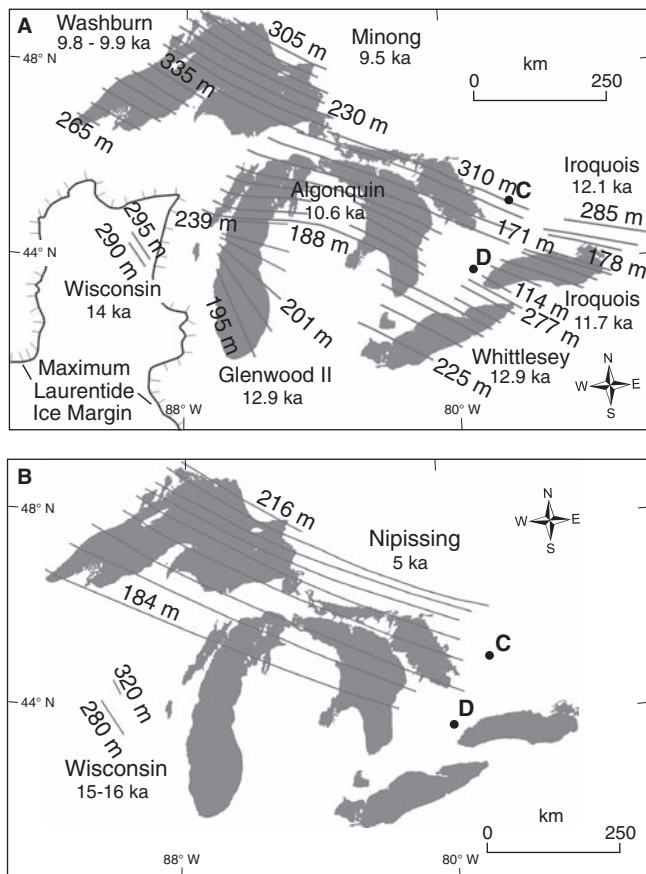 A
Washburn
9.8 - 9.9 ka
305 m
Minong
9.5 ka
48° N
km
0 250
335 m
230 m
265 m
310 m
C
Iroquois
12.1 ka
285 m
Algonquin
10.6 ka
295 m
290 m
239 m
188 m
171 m
178 m
44° N
D
Wisconsin
14 ka
195 m
201 m
114 m
277 m
Iroquois
11.7 ka
Maximum
Laurentide
Ice Margin
Glenwood II
12.9 ka
225 m
Whittlesey
12.9 ka
N
W E
S
88° W
80° W
B
48° N
216 m
Nipissing
5 ka
N
W E
S
184 m
C
44° N
320 m
280 m
D
Wisconsin
15-16 ka
km
0 250
88° W
80° W